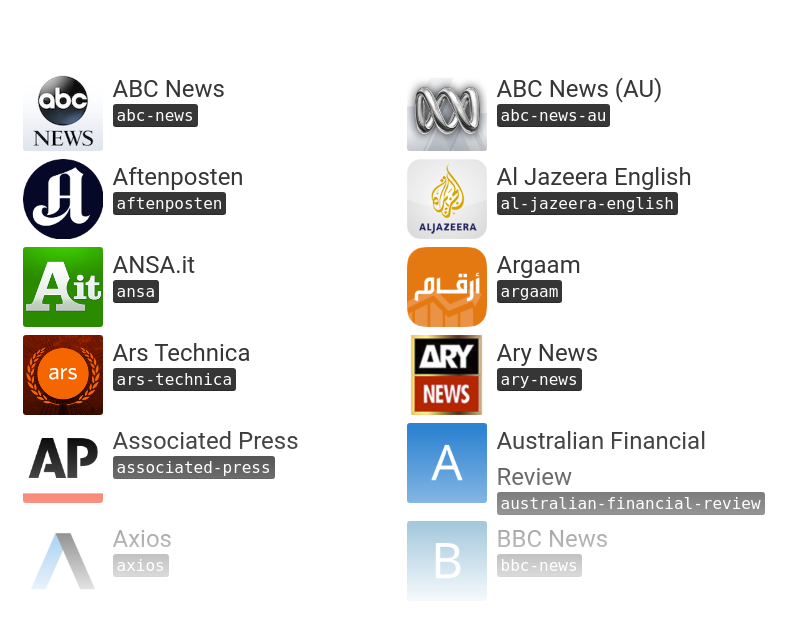 abc
NEWS
ABC News
abc-news
ABC News (AU)
abc-news-au
A
Aftenposten
aftenposten
ALJAZEERA
Al Jazeera English
al-jazeera-english
Ait
ANSA.it
ansa
أرقام
Argaam
argaam
ars
Ars Technica
ars-technica
ARY
NEWS
Ary News
ary-news
AP
Associated Press
associated-press
A
Australian Financial
Review
australian-financial-review
Axios
axios
B
BBC News
bbc-news